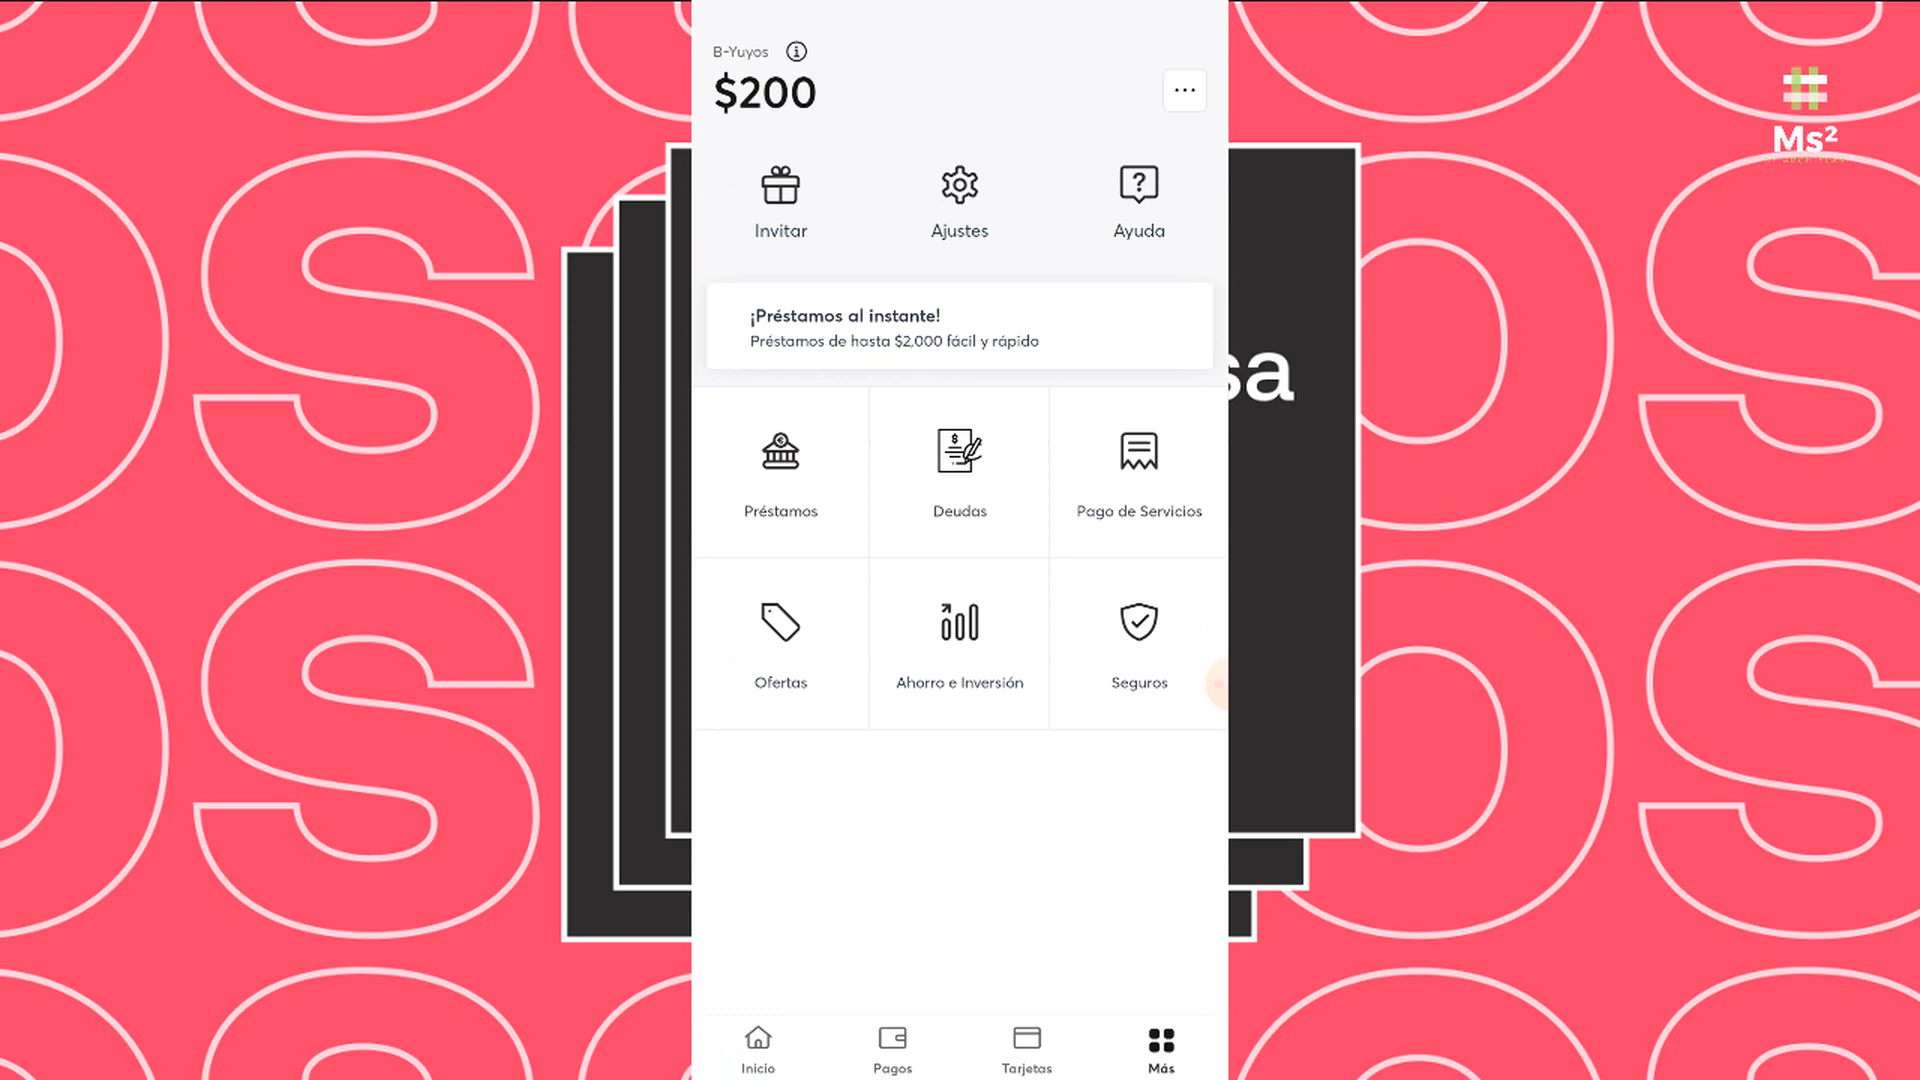 B-Yuyos
$200
Invitar
Ajustes
Ayuda
¡Préstamos al instante!
Préstamos de hasta $2,000 fácil y rápido
Préstamos
Deudas
Pago de Servicios
Ofertas
Ahorro e Inversión
Seguros
Inicio
Pagos
Tarjetas
Más
sa
Ms²